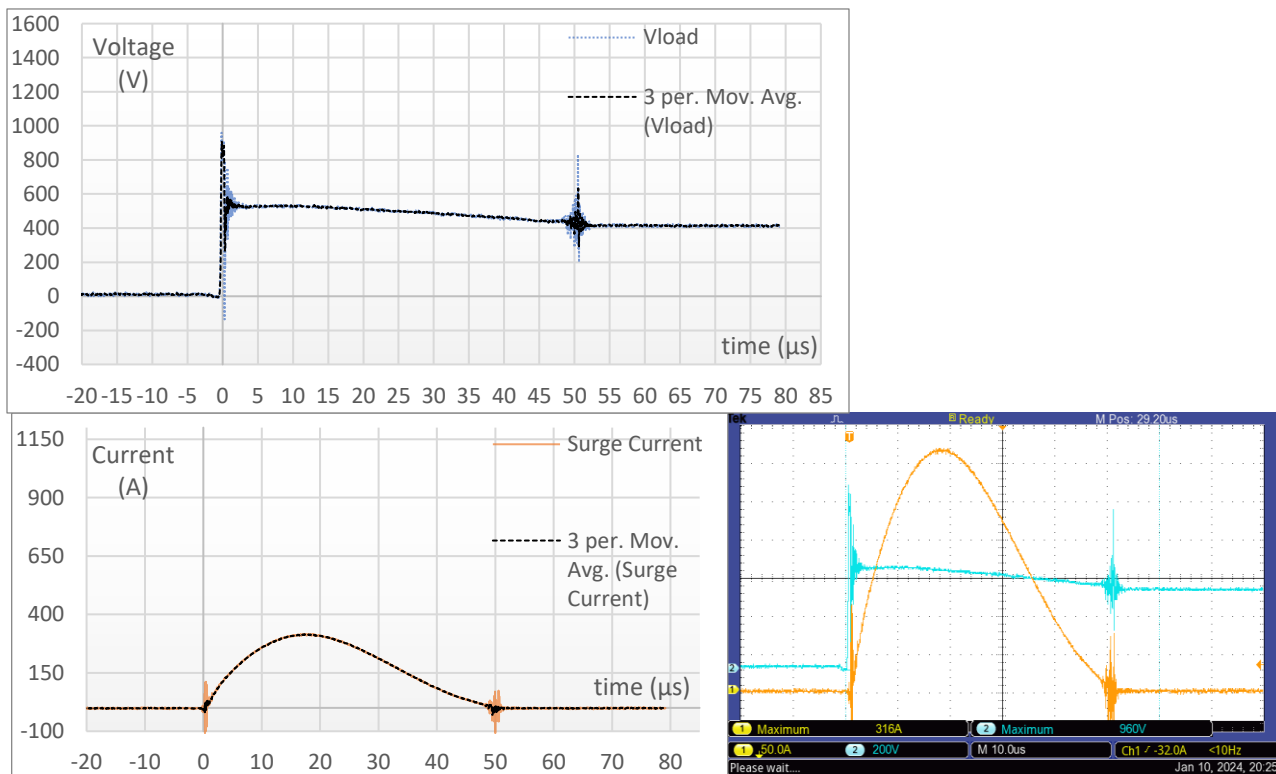 1600
1400
1200
1000
800
600
400
200
0
-200
-400
Voltage
(V)
Vload
3 per. Mov. Avg.
(Vload)
time (µs)
-20 -15 -10 -5 0 5 10 15 20 25 30 35 40 45 50 55 60 65 70 75 80 85
1150
900
650
400
150
-100
Current
(A)
Surge Current
3 per. Mov.
Avg. (Surge
Current)
time (µs)
-20 -10 0 10 20 30 40 50 60 70 80
Tek Ready M Pos: 29.20us
T
2
1
1 Maximum 316A 2 Maximum 960V
1 50.0A 2 200V M 10.0us Ch1 -32.0A <10Hz
Please wait.... Jan 10, 2024, 20:25